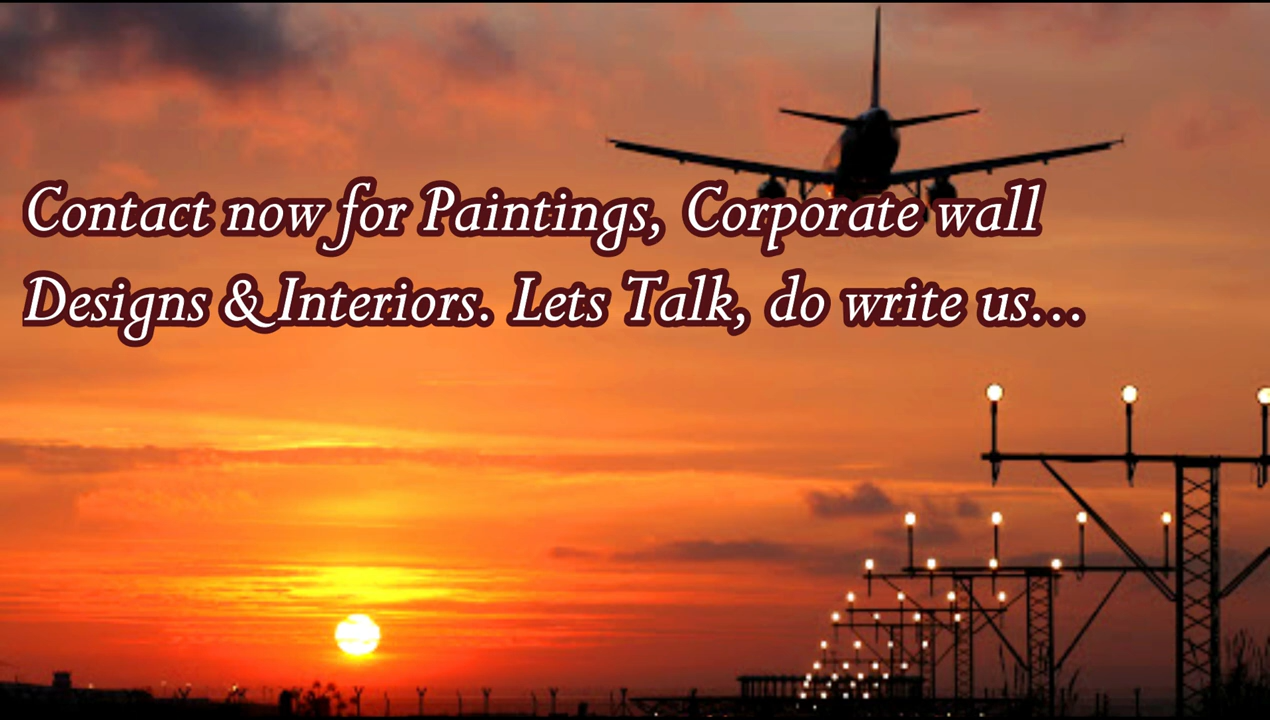 Contact now for Paintings, Corporate wall
Designs & Interiors. Lets Talk, do write us...